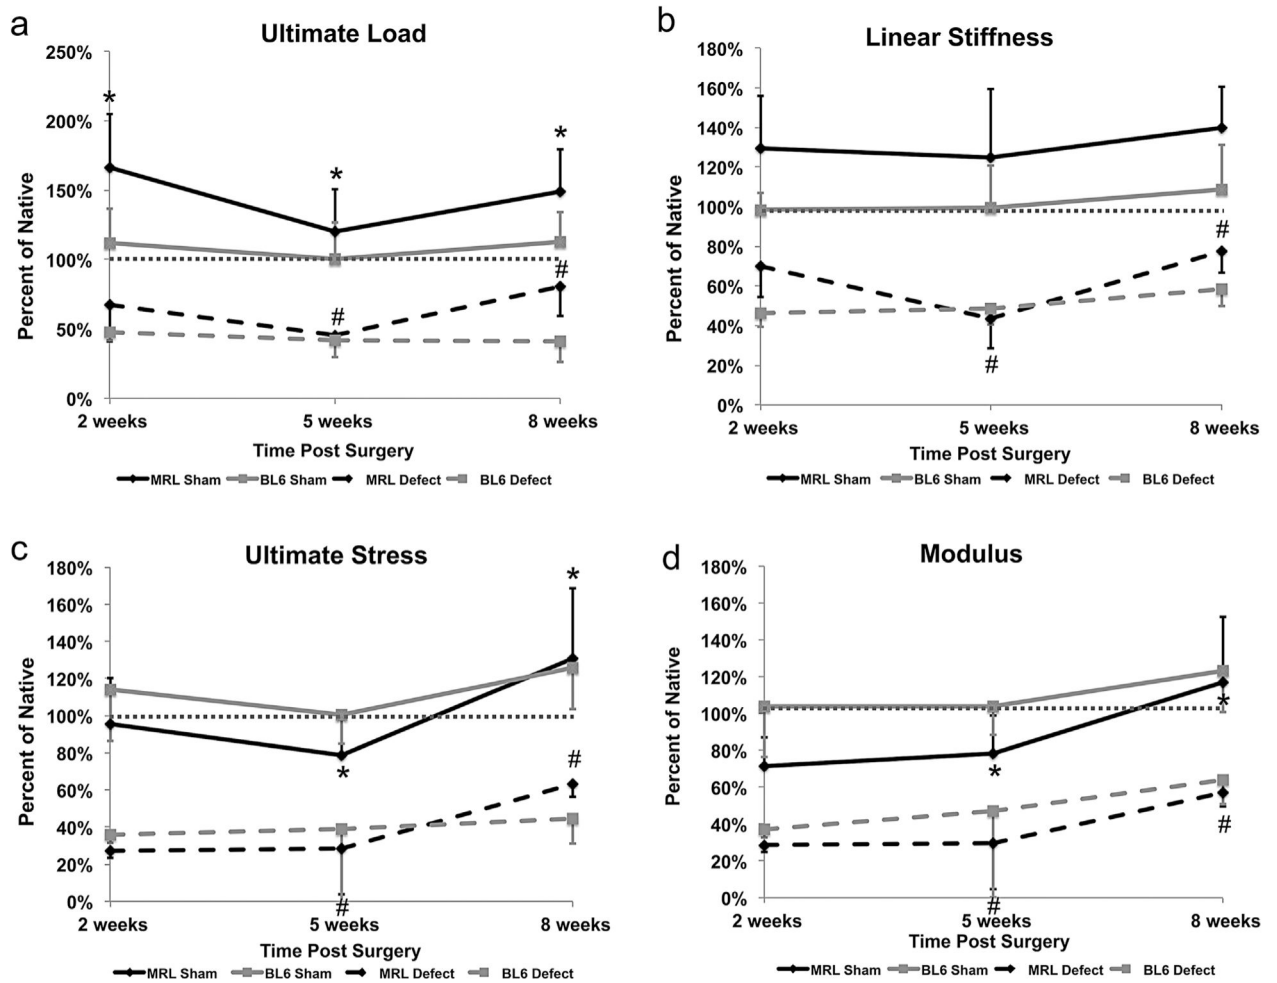 a
Ultimate Load
250%
200%
150%
100%
50%
0%
Percent of Native
*
*
*
#
#
2 weeks 5 weeks 8 weeks
Time Post Surgery
MRL Sham BL6 Sham MRL Defect BL6 Defect
b
Linear Stiffness
180%
160%
140%
120%
100%
80%
60%
40%
20%
0%
Percent of Native
#
#
2 weeks 5 weeks 8 weeks
Time Post Surgery
MRL Sham BL6 Sham MRL Defect BL6 Defect
c
Ultimate Stress
180%
160%
140%
120%
100%
80%
60%
40%
20%
0%
Percent of Native
*
*
#
#
2 weeks 5 weeks 8 weeks
Time Post Surgery
MRL Sham BL6 Sham MRL Defect BL6 Defect
d
Modulus
180%
160%
140%
120%
100%
80%
60%
40%
20%
0%
Percent of Native
*
*
#
#
2 weeks 5 weeks 8 weeks
Time Post Surgery
MRL Sham BL6 Sham MRL Defect BL6 Defect